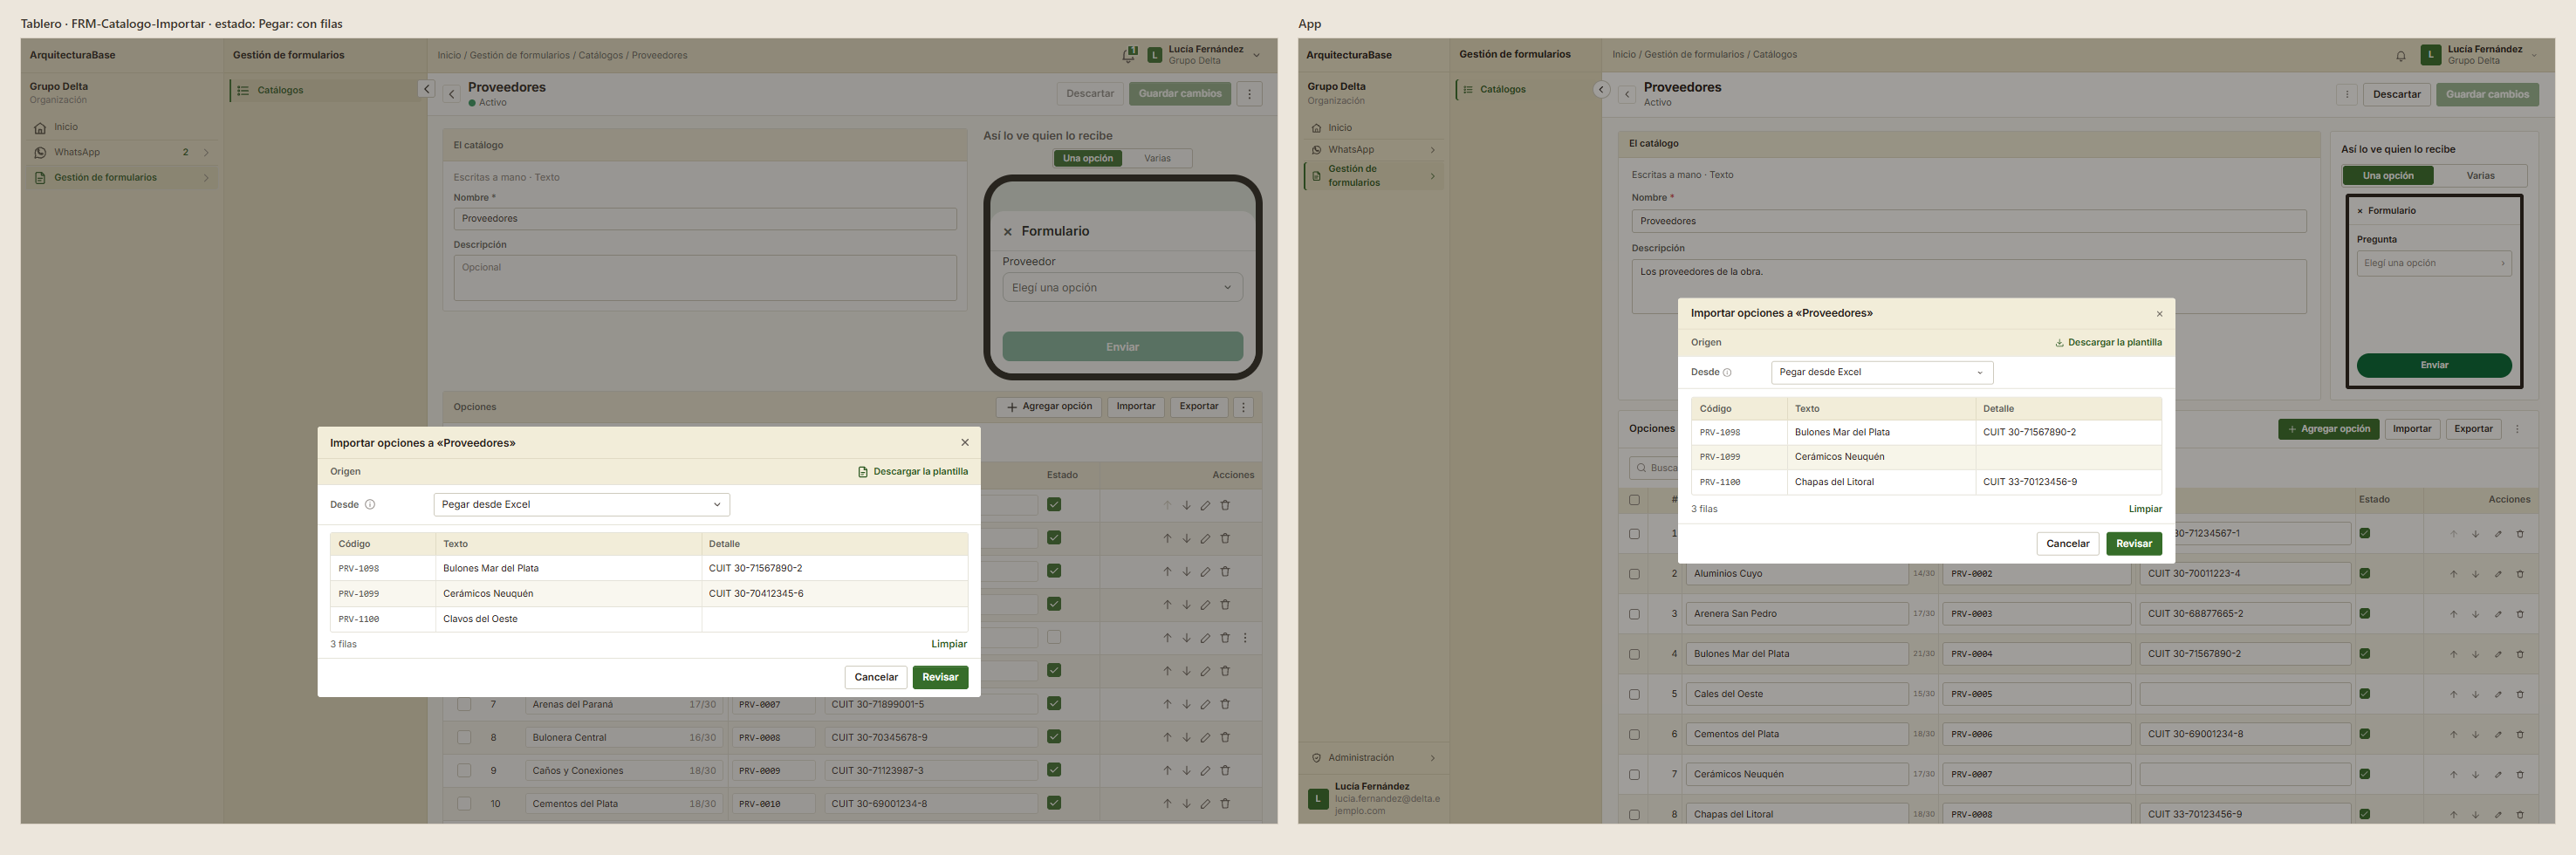 Tablero · FRM-Catalogo-Importar · estado: Pegar: con filas
ArquitecturaBase
Gestión de formularios
Inicio / Gestión de formularios / Catálogos / Proveedores
1
L
Lucía Fernández
Grupo Delta
Grupo Delta
Organización
Catálogos
Proveedores
Activo
Descartar
Guardar cambios
Inicio
WhatsApp
2
Gestión de formularios
El catálogo
Escritas a mano · Texto
Nombre *
Proveedores
Descripción
Opcional
Así lo ve quien lo recibe
Una opción
Varias
Formulario
Proveedor
Elegí una opción
Enviar
Opciones
Agregar opción
Importar
Exportar
Estado
Acciones
Importar opciones a «Proveedores»
Origen
Descargar la plantilla
Desde
Pegar desde Excel
Código Texto Detalle
PRV-1098 Bulones Mar del Plata CUIT 30-71567890-2
PRV-1099 Cerámicos Neuquén CUIT 30-70412345-6
PRV-1100 Clavos del Oeste
3 filas
Limpiar
Cancelar
Revisar
7 Arenas del Paraná 17/30 PRV-0007 CUIT 30-71899001-5
8 Bulonera Central 16/30 PRV-0008 CUIT 30-70345678-9
9 Caños y Conexiones 18/30 PRV-0009 CUIT 30-71123987-3
10 Cementos del Plata 18/30 PRV-0010 CUIT 30-69001234-8
App
ArquitecturaBase
Gestión de formularios
Inicio / Gestión de formularios / Catálogos
L
Lucía Fernández
Grupo Delta
Grupo Delta
Organización
Catálogos
Proveedores
Activo
Descartar
Guardar cambios
Inicio
WhatsApp
Gestión de
formularios
El catálogo
Escritas a mano · Texto
Nombre *
Proveedores
Descripción
Los proveedores de la obra.
Así lo ve quien lo recibe
Una opción
Varias
Formulario
Pregunta
Elegí una opción
Enviar
Opciones
Agregar opción
Importar
Exportar
Busca
#
Estado
Acciones
Importar opciones a «Proveedores»
Origen
Descargar la plantilla
Desde
Pegar desde Excel
Código Texto Detalle
PRV-1098 Bulones Mar del Plata CUIT 30-71567890-2
PRV-1099 Cerámicos Neuquén
PRV-1100 Chapas del Litoral CUIT 33-70123456-9
3 filas
Limpiar
Cancelar
Revisar
1 30-71234567-1
2 Aluminios Cuyo 14/30 PRV-0002 CUIT 30-70011223-4
3 Arenera San Pedro 17/30 PRV-0003 CUIT 30-68877665-2
4 Bulones Mar del Plata 21/30 PRV-0004 CUIT 30-71567890-2
5 Cales del Oeste 15/30 PRV-0005
6 Cementos del Plata 18/30 PRV-0006 CUIT 30-69001234-8
7 Cerámicos Neuquén 17/30 PRV-0007
8 Chapas del Litoral 18/30 PRV-0008 CUIT 33-70123456-9
Administración
L
Lucía Fernández
lucia.fernandez@delta.e
jemplo.com